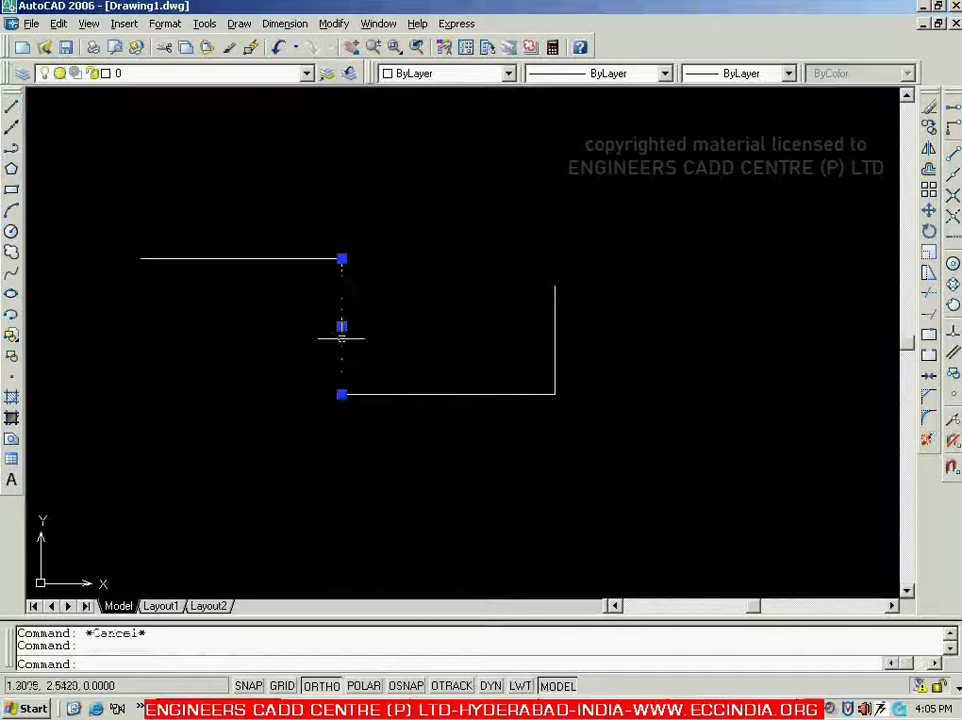 AutoCAD 2006 - [Drawing1.dwg]
File Edit View Insert Format Tools Draw Dimension Modify Window Help Express
0 ByLayer ByLayer ByLayer ByColor
copyrighted material licensed to
ENGINEERS CADD CENTRE (P) LTD
A
Y
X
Model Layout1 Layout2
Command: *Cancel*
Command:
Command:
SNAP GRID ORTHO POLAR OSNAP OTRACK DYN LWT MODEL
Start ENGINEERS CADD CENTRE (P) LTD-HYDERABAD-INDIA-WWW.ECCINDIA.ORG 4:05 PM